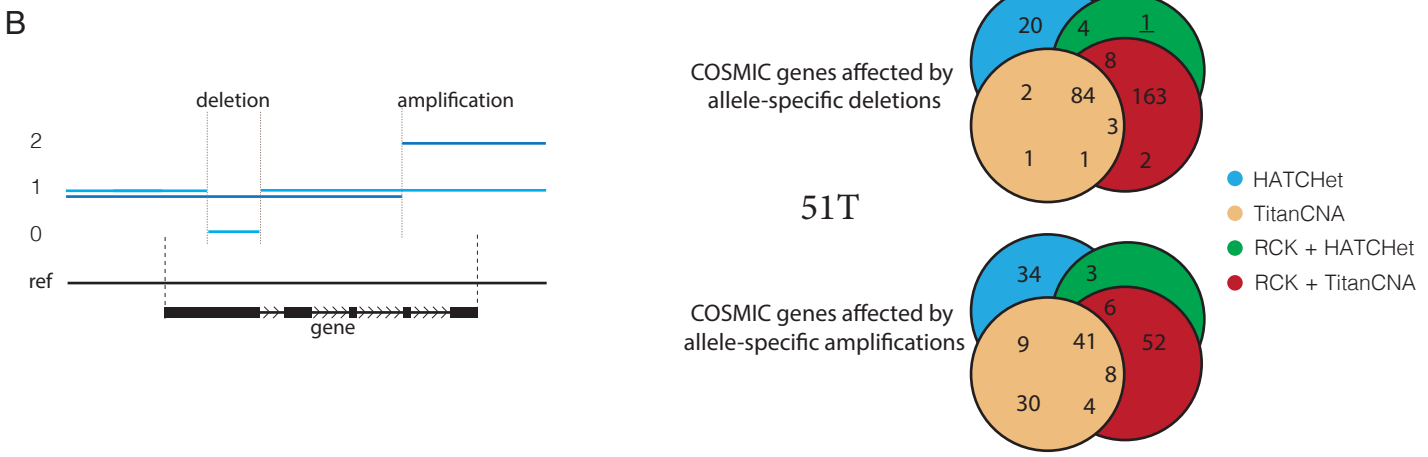 B
deletion
amplification
2
1
0
ref
gene
COSMIC genes affected by
allele-specific deletions
20
4
1
8
2
84
163
3
1
1
2
51T
COSMIC genes affected by
allele-specific amplifications
34
3
6
9
41
52
8
30
4
HATCHet
TitanCNA
RCK + HATCHet
RCK + TitanCNA